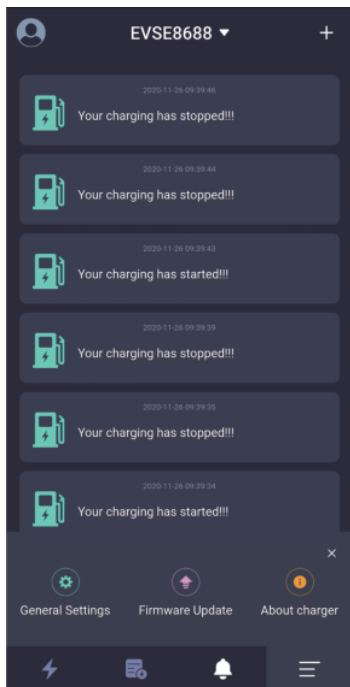 EVSE8688
2020-11-26 09:39:46
Your charging has stopped!!!
2020-11-26 09:39:44
Your charging has stopped!!!
2020-11-26 09:39:43
Your charging has started!!!
2020-11-26 09:39:39
Your charging has stopped!!!
2020-11-26 09:39:35
Your charging has stopped!!!
2020-11-26 09:39:34
Your charging has started!!!
General Settings Firmware Update About charger